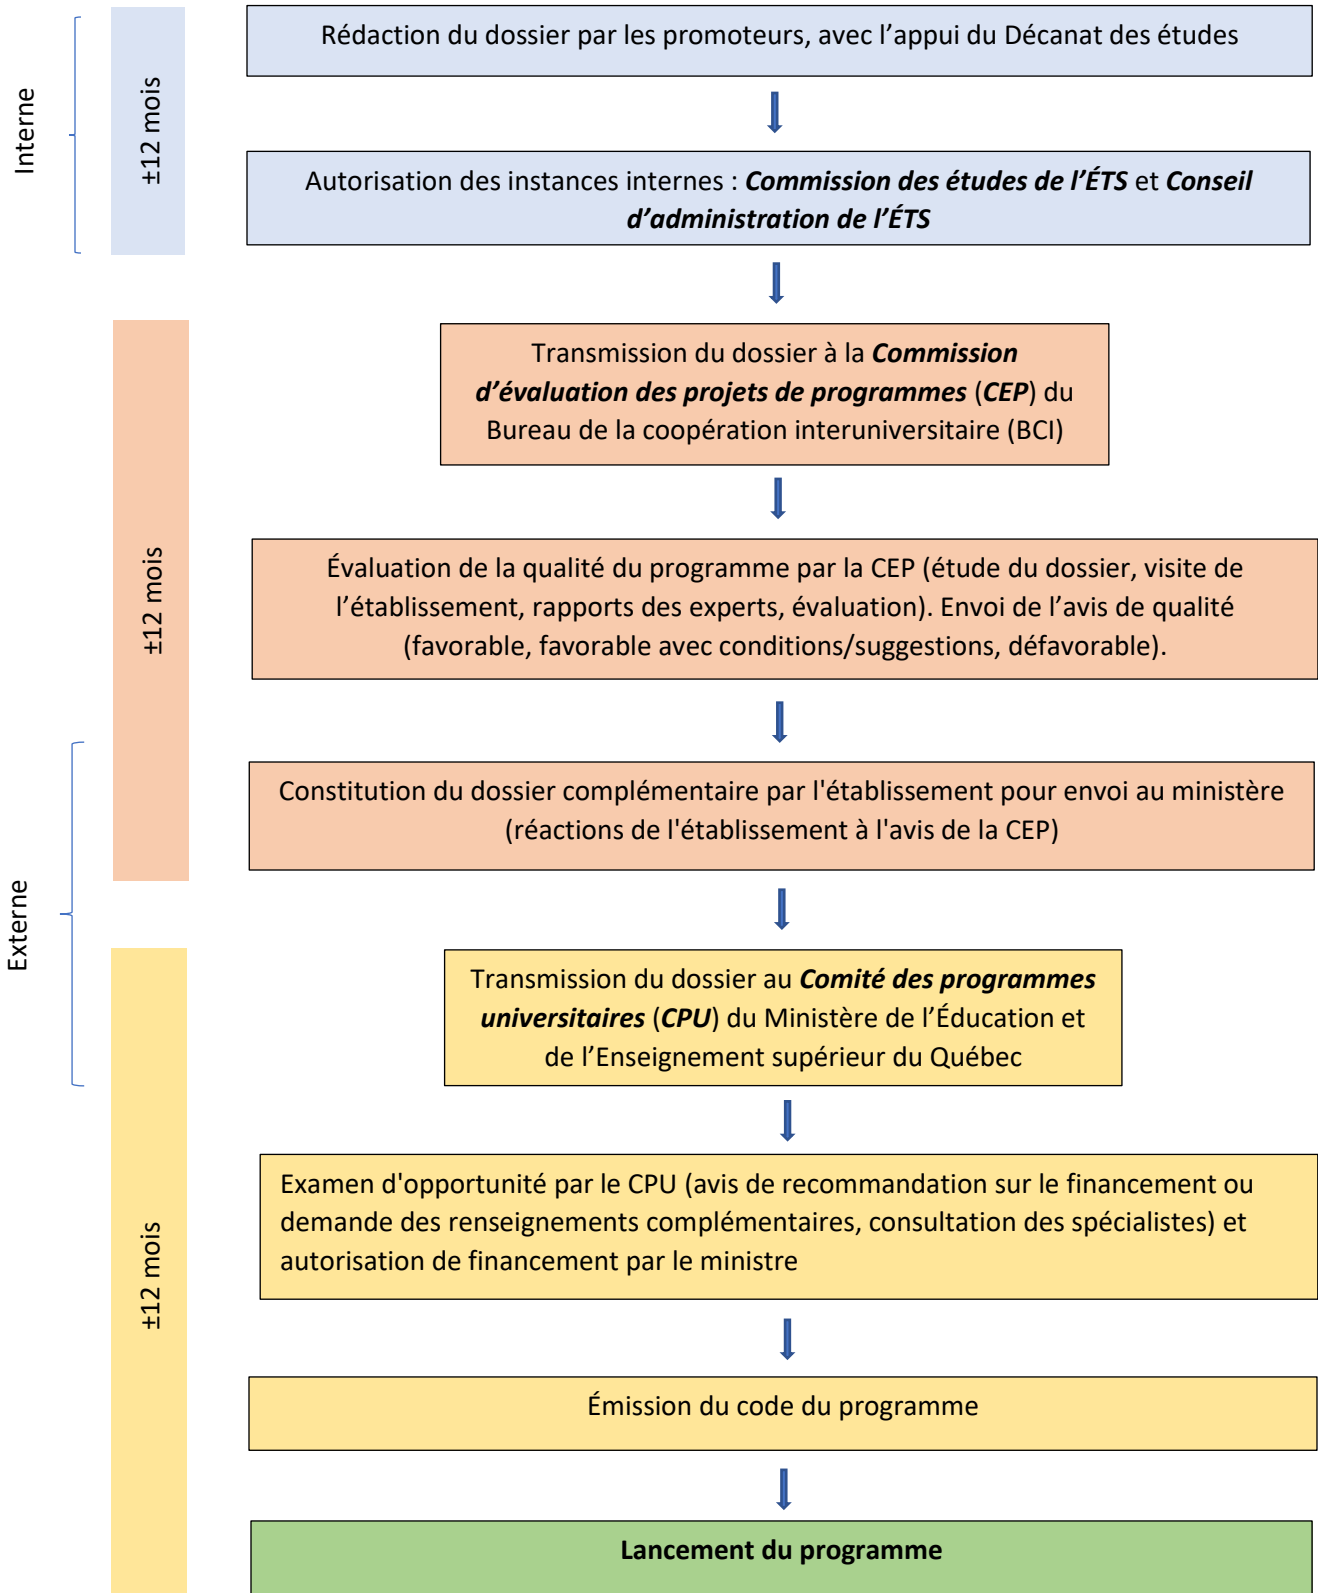 Interne
±12 mois
Rédaction du dossier par les promoteurs, avec l’appui du Décanat des études
Autorisation des instances internes : Commission des études de l’ÉTS et Conseil
d’administration de l’ÉTS
±12 mois
Transmission du dossier à la Commission
d’évaluation des projets de programmes (CEP) du
Bureau de la coopération interuniversitaire (BCI)
Évaluation de la qualité du programme par la CEP (étude du dossier, visite de
l’établissement, rapports des experts, évaluation). Envoi de l’avis de qualité
(favorable, favorable avec conditions/suggestions, défavorable).
Constitution du dossier complémentaire par l'établissement pour envoi au ministère
(réactions de l'établissement à l'avis de la CEP)
Externe
±12 mois
Transmission du dossier au Comité des programmes
universitaires (CPU) du Ministère de l’Éducation et
de l’Enseignement supérieur du Québec
Examen d'opportunité par le CPU (avis de recommandation sur le financement ou
demande des renseignements complémentaires, consultation des spécialistes) et
autorisation de financement par le ministre
Émission du code du programme
Lancement du programme